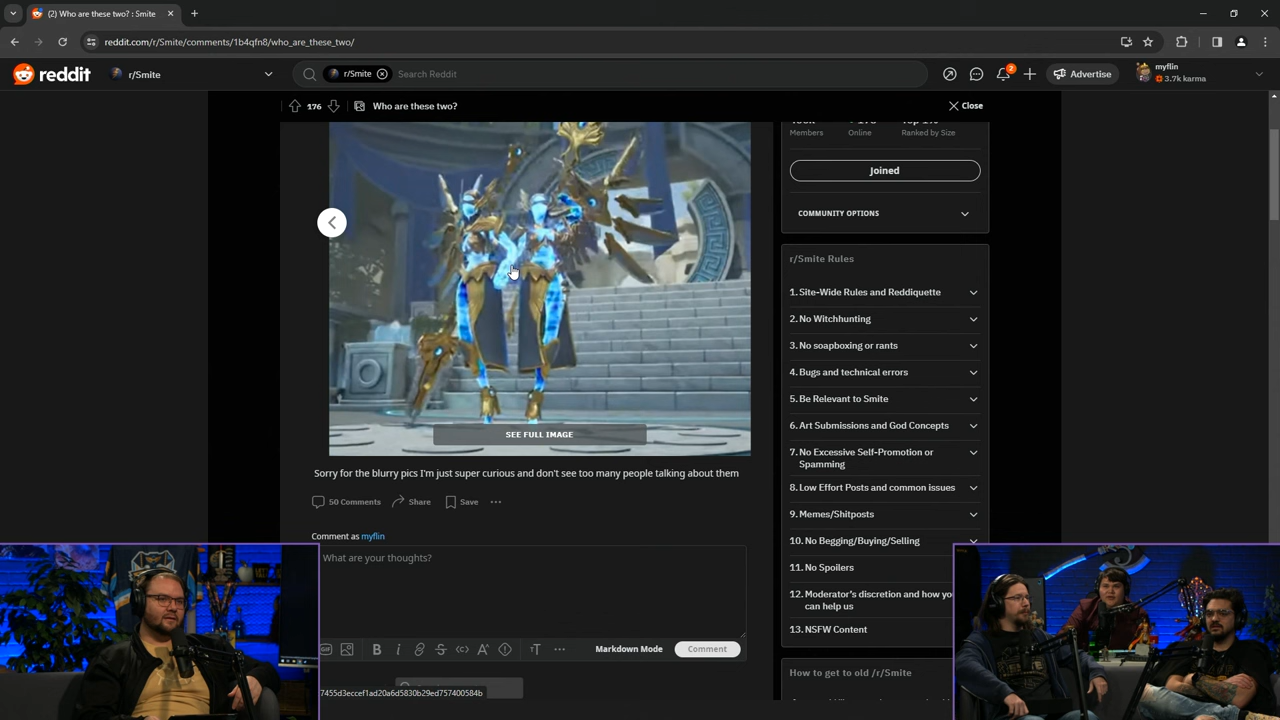 (2) Who are these two? : Smite
reddit.com/r/Smite/comments/1b4qfn8/who_are_these_two/
reddit
r/Smite
r/Smite
Search Reddit
2
Advertise
myflin
3.7k karma
176
Who are these two?
Close
Members
Online
Ranked by Size
Joined
COMMUNITY OPTIONS
r/Smite Rules
1. Site-Wide Rules and Reddiquette
2. No Witchhunting
3. No soapboxing or rants
4. Bugs and technical errors
5. Be Relevant to Smite
6. Art Submissions and God Concepts
7. No Excessive Self-Promotion or
Spamming
8. Low Effort Posts and common issues
9. Memes/Shitposts
10. No Begging/Buying/Selling
11. No Spoilers
12. Moderator's discretion and how you
can help us
13. NSFW Content
How to get to old /r/Smite
SEE FULL IMAGE
Sorry for the blurry pics I'm just super curious and don't see too many people talking about them
50 Comments
Share
Save
Comment as myflin
What are your thoughts?
GIF
B
i
Markdown Mode
Comment
7455d3eccef1ad20a6d5830b29ed757400584b